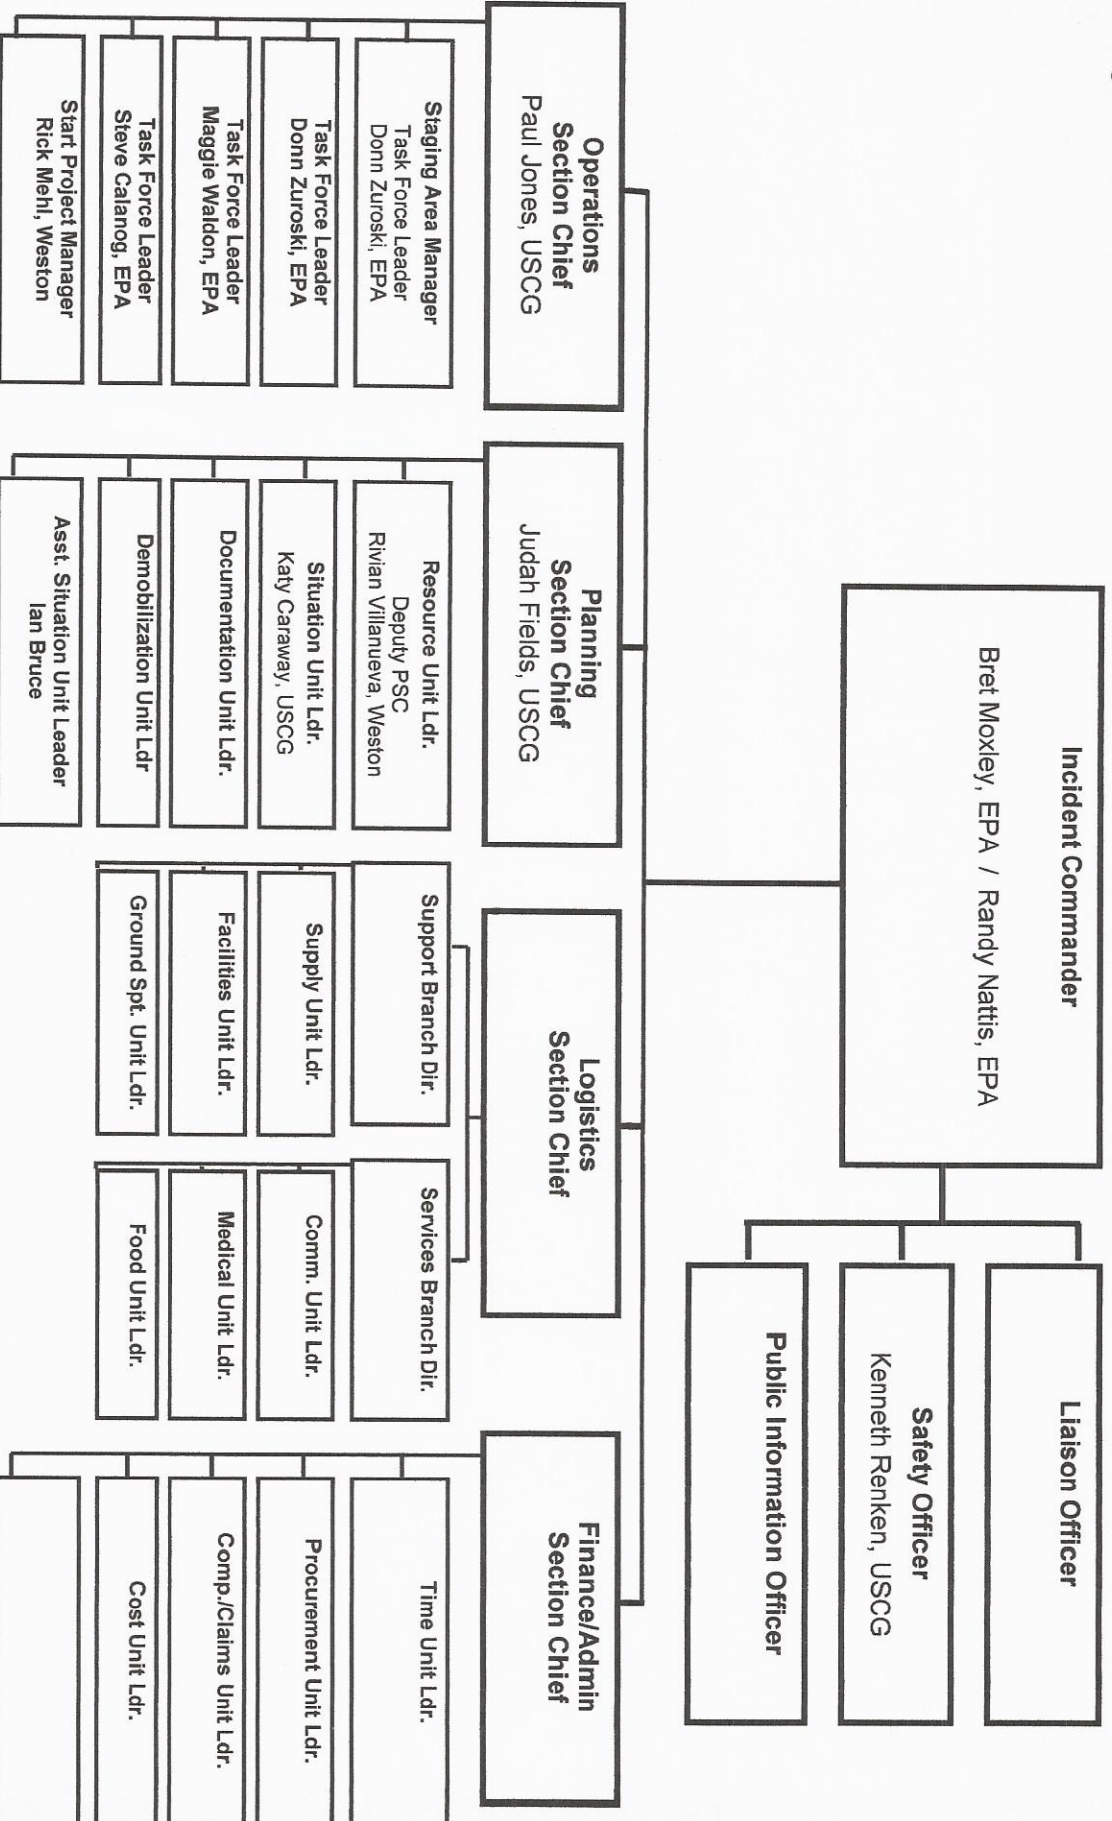 Incident Commander
Bret Moxley, EPA / Randy Nattis, EPA
Liaison Officer
Safety Officer
Kenneth Renken, USCG
Public Information Officer
Operations
Section Chief
Paul Jones, USCG
Staging Area Manager
Task Force Leader
Donn Zuroski, EPA
Task Force Leader
Donn Zuroski, EPA
Task Force Leader
Maggie Waldon, EPA
Task Force Leader
Steve Calanog, EPA
Start Project Manager
Rick Mehl, Weston
Planning
Section Chief
Judah Fields, USCG
Resource Unit Ldr.
Deputy PSC
Rivian Villanueva, Weston
Situation Unit Ldr.
Katy Caraway, USCG
Documentation Unit Ldr.
Demobilization Unit Ldr
Asst. Situation Unit Leader
Ian Bruce
Logistics
Section Chief
Support Branch Dir.
Supply Unit Ldr.
Facilities Unit Ldr.
Ground Spt. Unit Ldr.
Services Branch Dir.
Comm. Unit Ldr.
Medical Unit Ldr.
Food Unit Ldr.
Finance/Admin
Section Chief
Time Unit Ldr.
Procurement Unit Ldr.
Comp./Claims Unit Ldr.
Cost Unit Ldr.